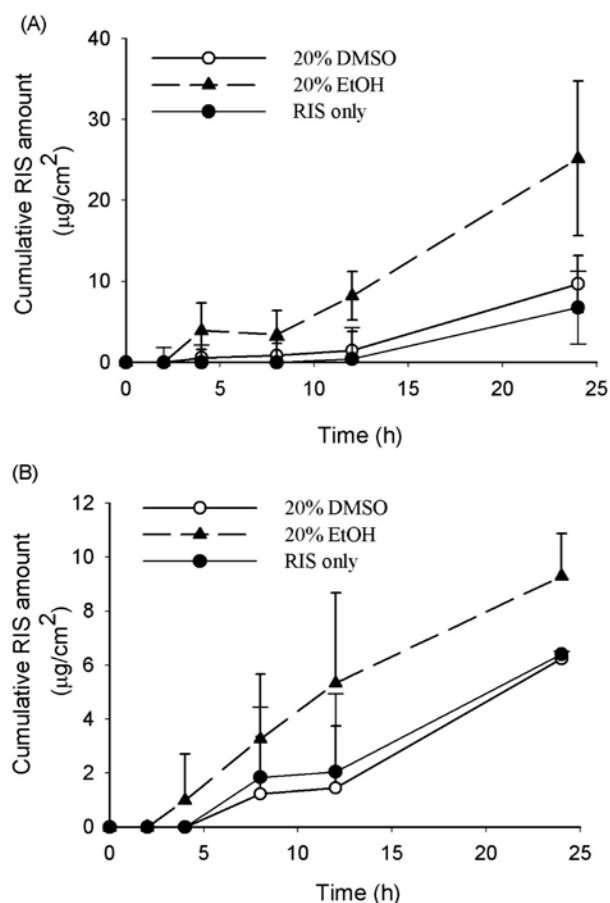 (A)
40
30
20
10
0
Cumulative RIS amount
(μg/cm²)
20% DMSO
20% EtOH
RIS only
0 5 10 15 20 25
Time (h)
(B)
12
10
8
6
4
2
0
Cumulative RIS amount
(μg/cm²)
20% DMSO
20% EtOH
RIS only
0 5 10 15 20 25
Time (h)